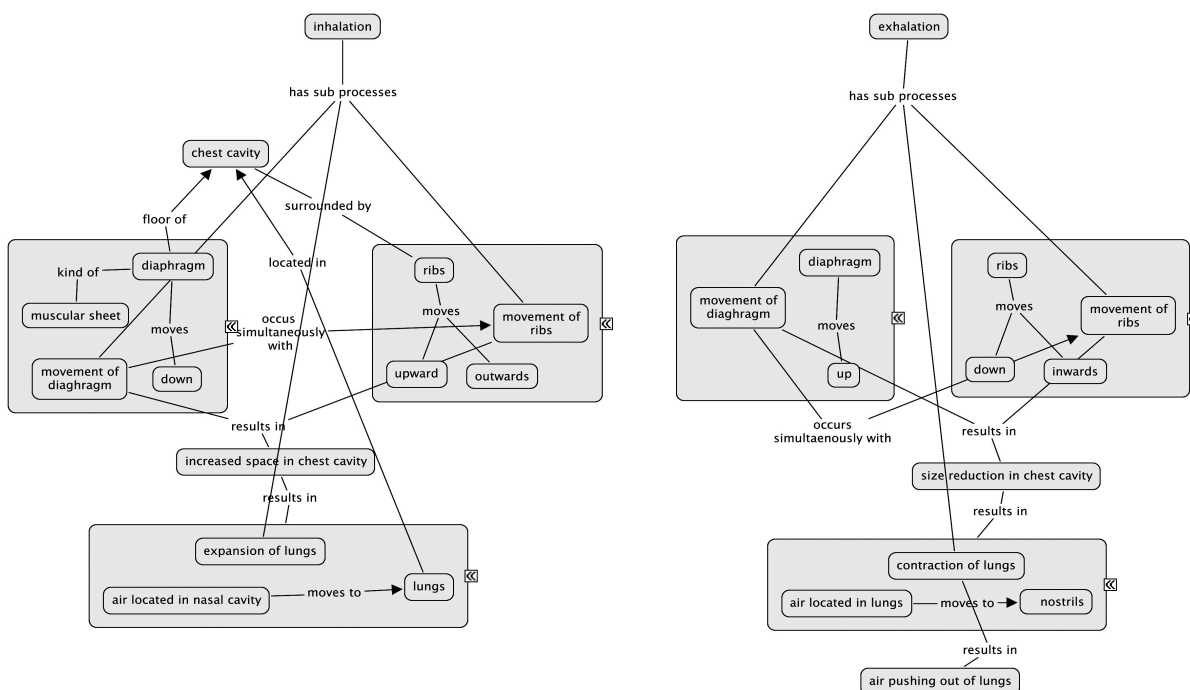 inhalation
has sub processes
chest cavity
surrounded by
floor of
located in
diaphragm
kind of
muscular sheet
moves
movement of
diaghragm
down
occus
simultaneously
with
ribs
moves
movement of
ribs
upward
outwards
results in
increased space in chest cavity
results in
expansion of lungs
air located in nasal cavity
moves to
lungs
exhalation
has sub processes
diaphragm
movement of
diaphragm
moves
up
ribs
moves
movement of
ribs
down
inwards
occurs
simultaenously with
results in
size reduction in chest cavity
results in
contraction of lungs
air located in lungs
moves to
nostrils
results in
air pushing out of lungs